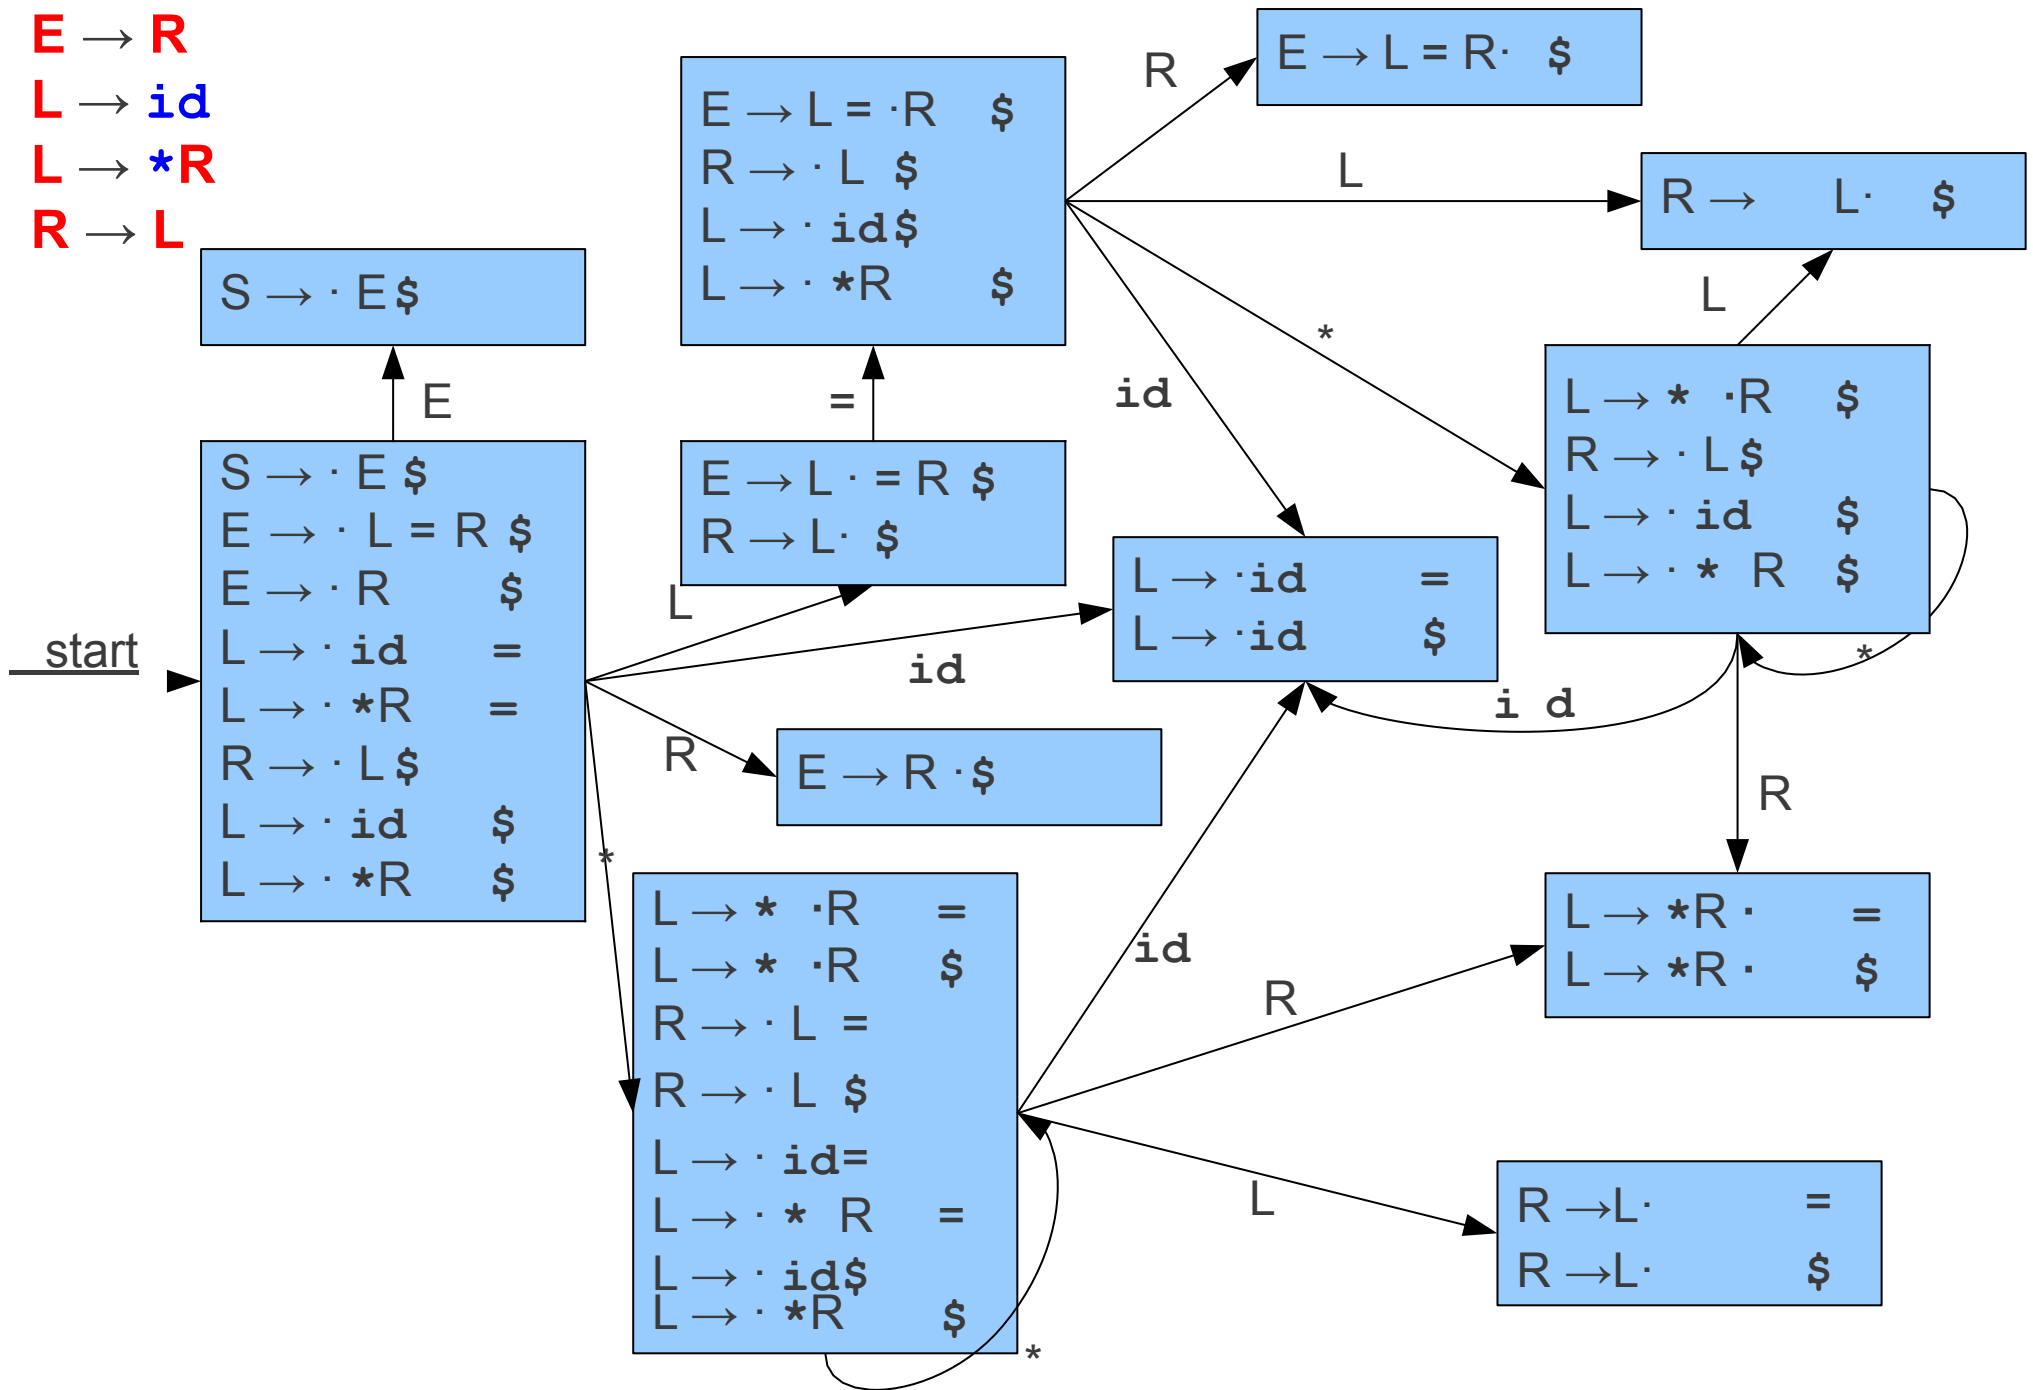 E → R
L → id
L → *R
R → L
S → · E $
E
S → · E $
E → · L = R $
E → · R $
L → · id =
L → · *R =
R → · L $
L → · id $
L → · *R $
start
E → L = ·R $
R → · L $
L → · id $
L → · *R $
=
E → L · = R $
R → L· $
L
id
R
E → R · $
*
L → * ·R =
L → * ·R $
R → · L =
R → · L $
L → · id =
L → · * R =
L → · id $
L → · *R $
*
R
E → L = R· $
L
R → L· $
*
id
L
L → ·id =
L → ·id $
L → * ·R $
R → · L $
L → · id $
L → · * R $
*
i d
R
id
R
L → *R · =
L → *R · $
L
R →L· =
R →L· $